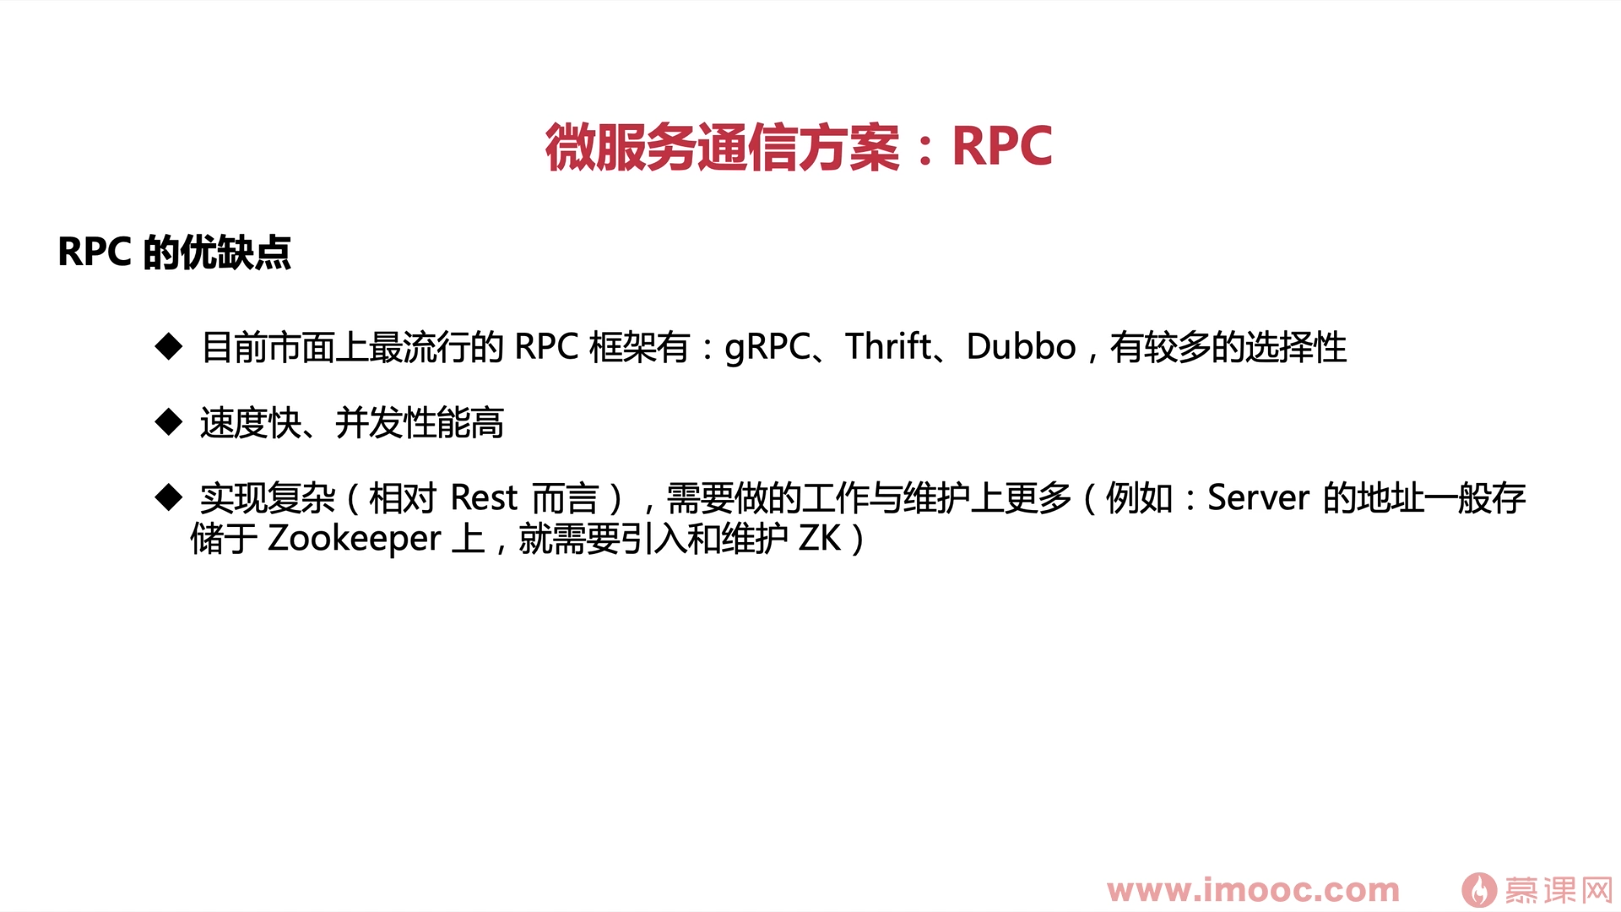 微服务通信方案：RPC
RPC 的优缺点
◆ 目前市面上最流行的 RPC 框架有：gRPC、Thrift、Dubbo，有较多的选择性
◆ 速度快、并发性能高
◆ 实现复杂（相对 Rest 而言），需要做的工作与维护上更多（例如：Server 的地址一般存
储于 Zookeeper 上，就需要引入和维护 ZK）
www.imooc.com 慕课网